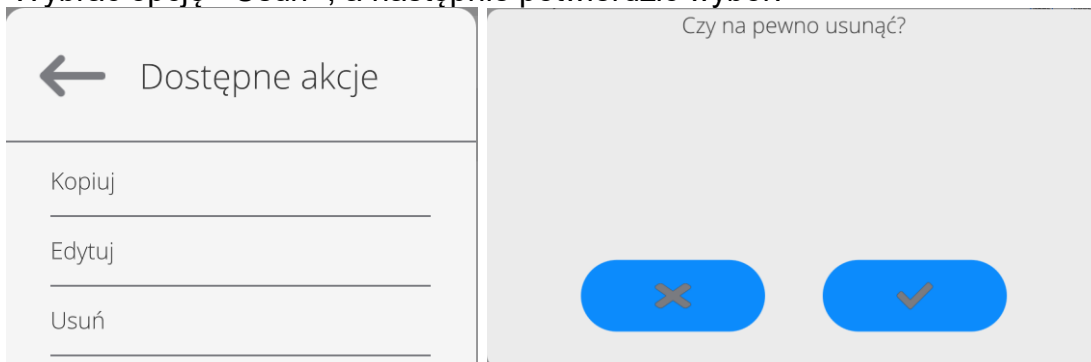 Czy na pewno usunąć?
Dostępne akcje
Kopiuj
Edytuj
Usuń